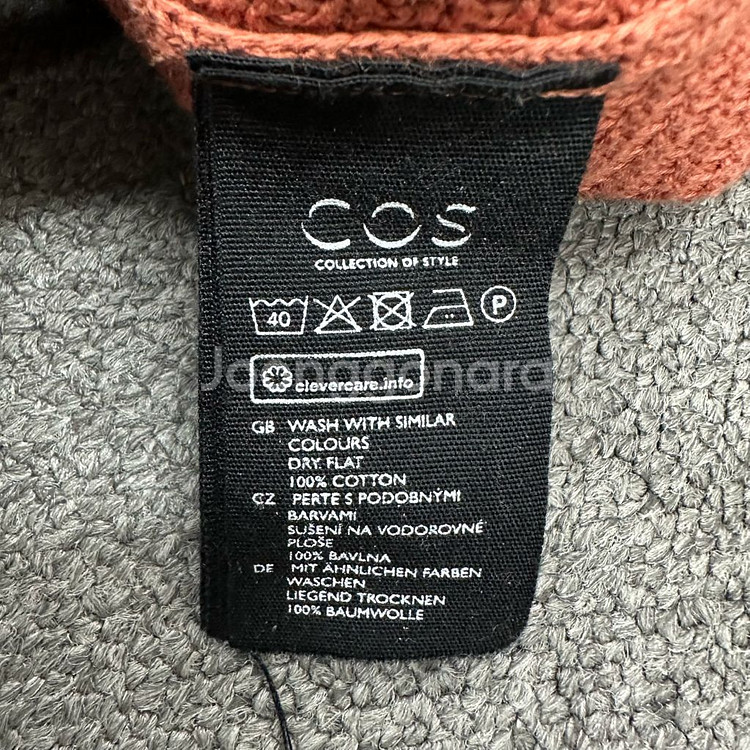 COS
COLLECTION OF STYLE
40
P
Joonggonara
clevercare.info
GB WASH WITH SIMILAR
COLOURS
DRY FLAT
100% COTTON
CZ PERTE S PODOBNÝMI
BARVAMI
SUŠENÍ NA VODOROVNÉ
PLOŠE
100% BAVLNA
DE MIT ÄHNLICHEN FARBEN
WASCHEN
LIEGEND TROCKNEN
100% BAUMWOLLE